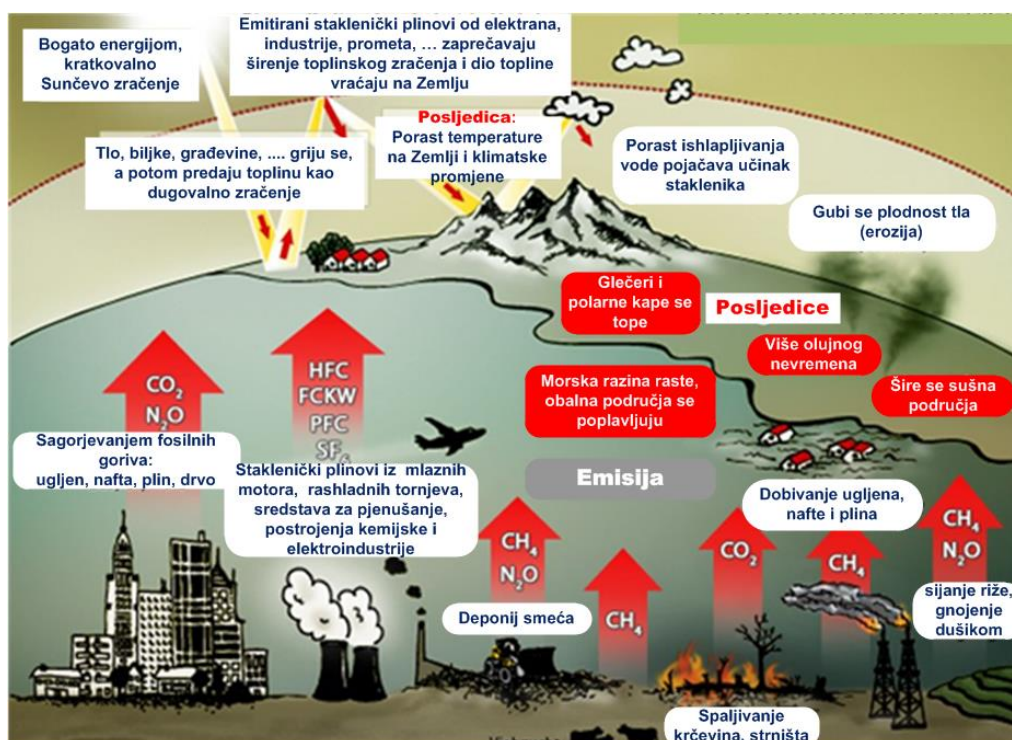 Bogato energijom,
kratkovalno
Sunčevo zračenje
Emitirani staklenički plinovi od elektrana,
industrije, prometa, … zaprečavaju
širenje toplinskog zračenja i dio topline
vraćaju na Zemlju
Tlo, biljke, građevine, .... griju se,
a potom predaju toplinu kao
dugovalno zračenje
Posljedica:
Porast temperature
na Zemlji i klimatske
promjene
Porast ishlapljivanja
vode pojačava učinak
staklenika
Gubi se plodnost tla
(erozija)
Glečeri i
polarne kape se
tope
Posljedice
Više olujnog
nevremena
Morska razina raste,
obalna područja se
poplavljuju
Šire se sušna
područja
CO2
N2O
HFC
FCKW
PFC
SF6
Sagorjevanjem fosilnih
goriva:
ugljen, nafta, plin, drvo
Staklenički plinovi iz mlaznih
motora, rashladnih tornjeva,
sredstava za pjenušanje,
postrojenja kemijske i
elektroindustrije
Emisija
Dobivanje ugljena,
nafte i plina
CH4
N2O
CH4
CO2
CH4
CH4
N2O
Deponij smeća
sijanje riže,
gnojenje
dušikom
Spaljivanje
krčevina, strništa